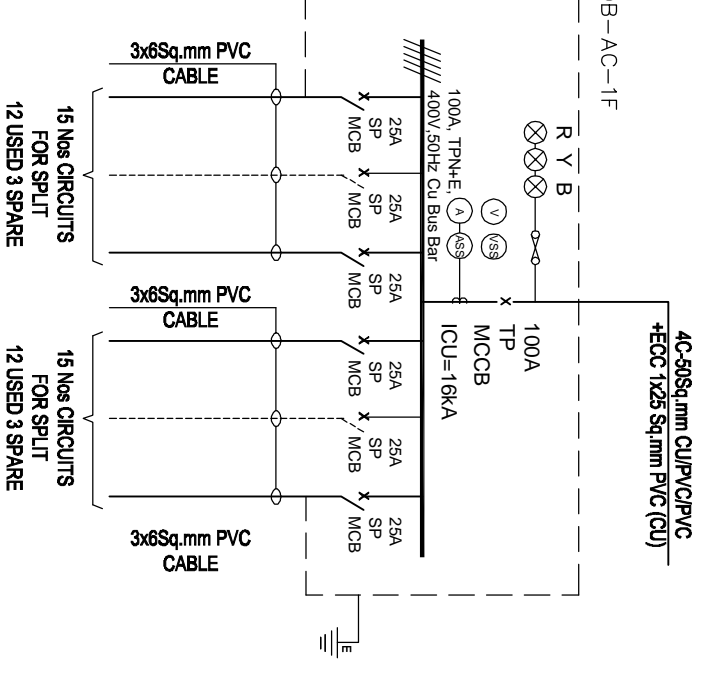 DB-AC-1F
4C-50Sq.mm CU/PVC/PVC
+ECC 1x25 Sq.mm PVC (CU)
R Y B
V VSS
A ASS
100A
TP
MCCB
ICU=16kA
100A, TPN+E,
400V,50Hz Cu Bus Bar
3x6Sq.mm PVC
CABLE
25A
SP
MCB
25A
SP
MCB
25A
SP
MCB
15 Nos CIRCUITS
FOR SPLIT
12 USED 3 SPARE
3x6Sq.mm PVC
CABLE
25A
SP
MCB
25A
SP
MCB
25A
SP
MCB
15 Nos CIRCUITS
FOR SPLIT
12 USED 3 SPARE
3x6Sq.mm PVC
CABLE
E